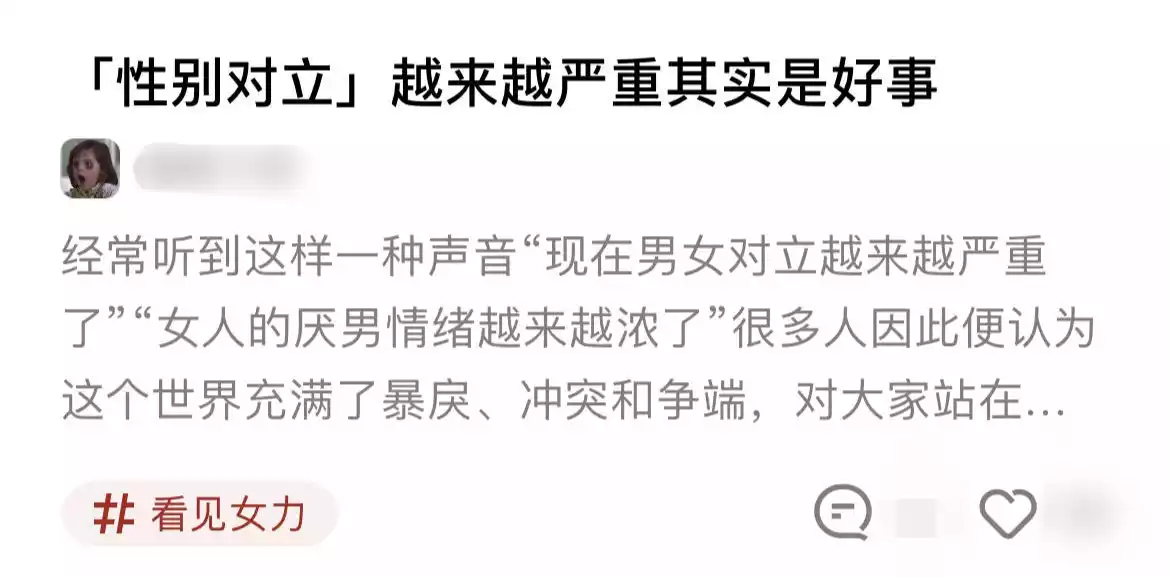 「性别对立」越来越严重其实是好事
经常听到这样一种声音“现在男女对立越来越严重
了”“女人的厌男情绪越来越浓了”很多人因此便认为
这个世界充满了暴戾、冲突和争端，对大家站在...
# 看见女力